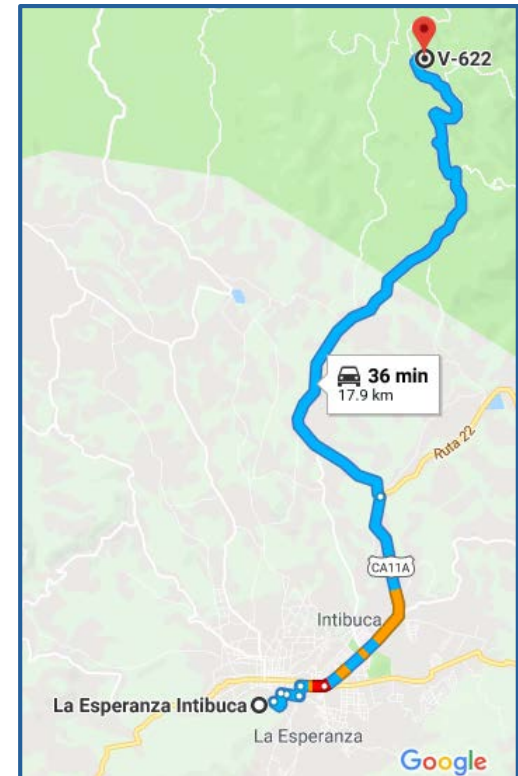 V-622
36 min
17.9 km
Ruta 22
CA11A
Intibuca
La Esperanza Intibuca
La Esperanza
Google